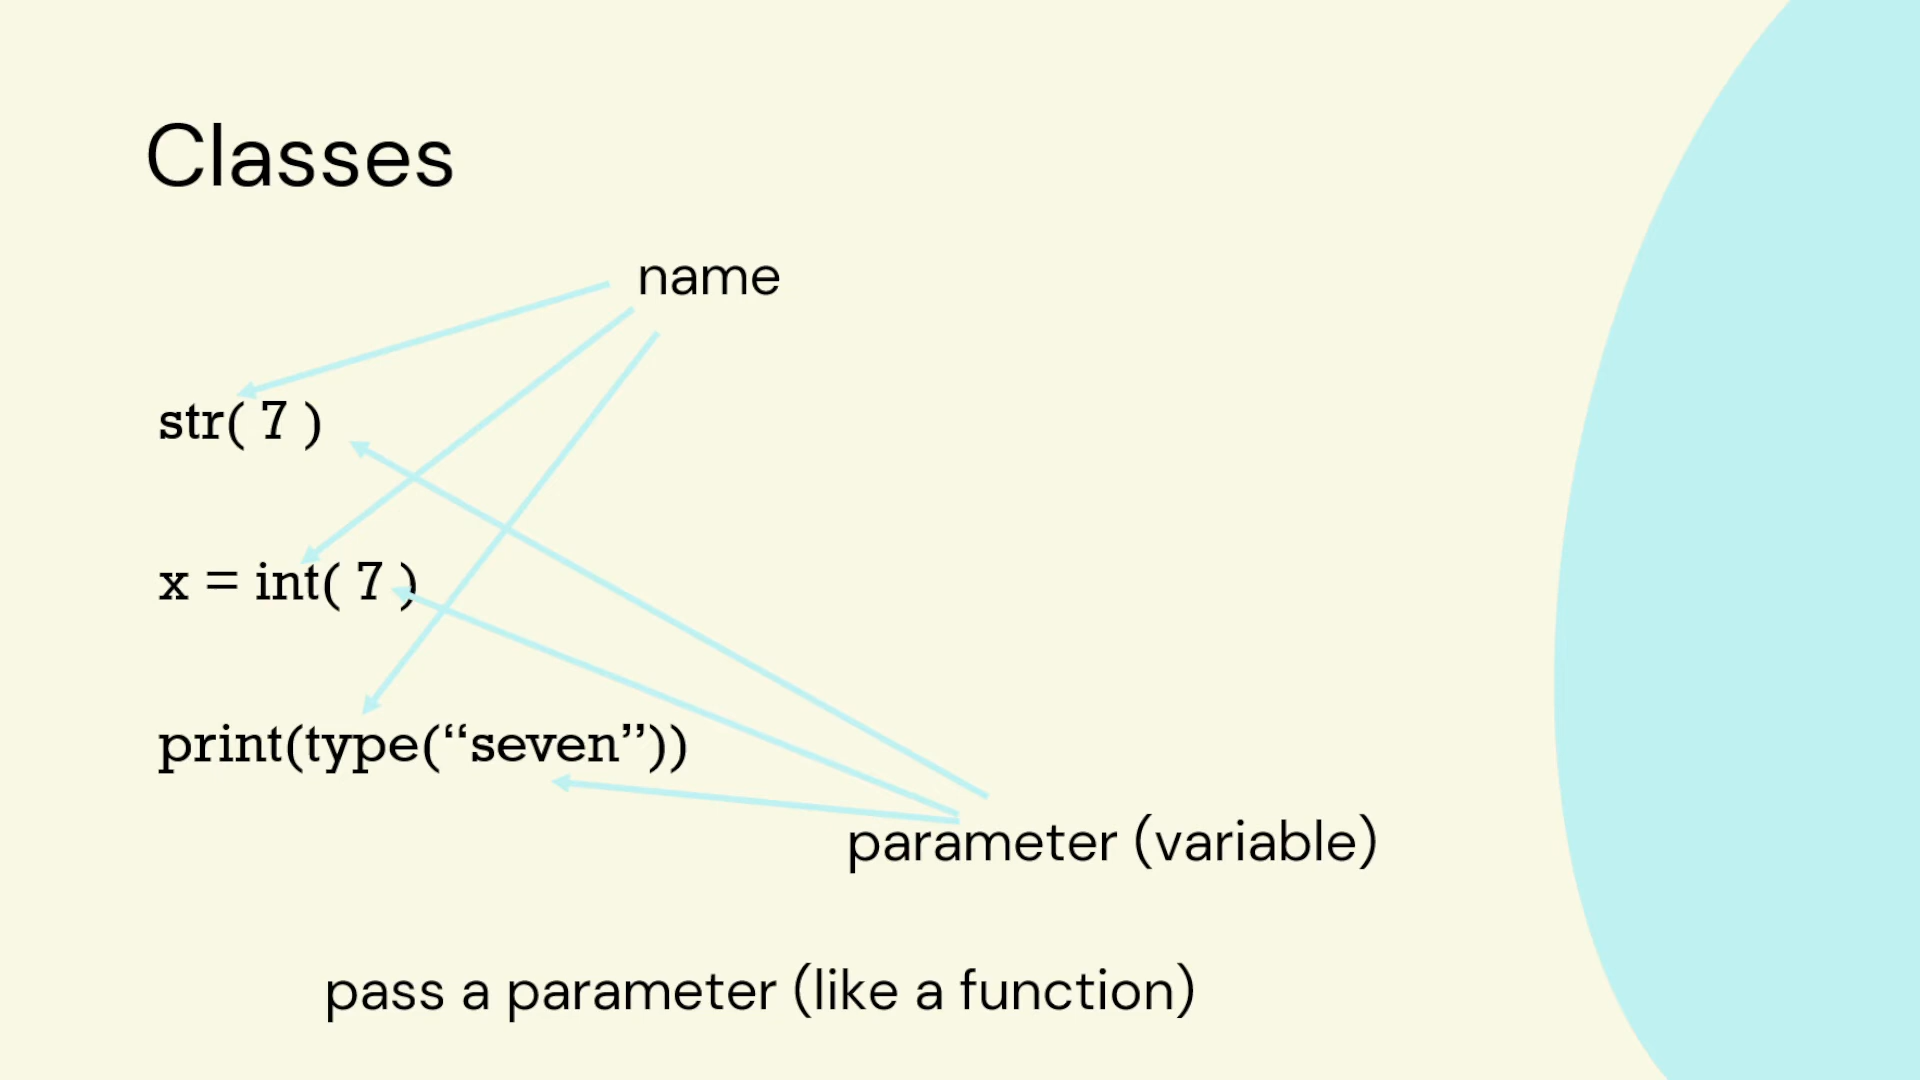 Classes
name
str( 7 )
x = int( 7 )
print(type(“seven”))
parameter (variable)
pass a parameter (like a function)